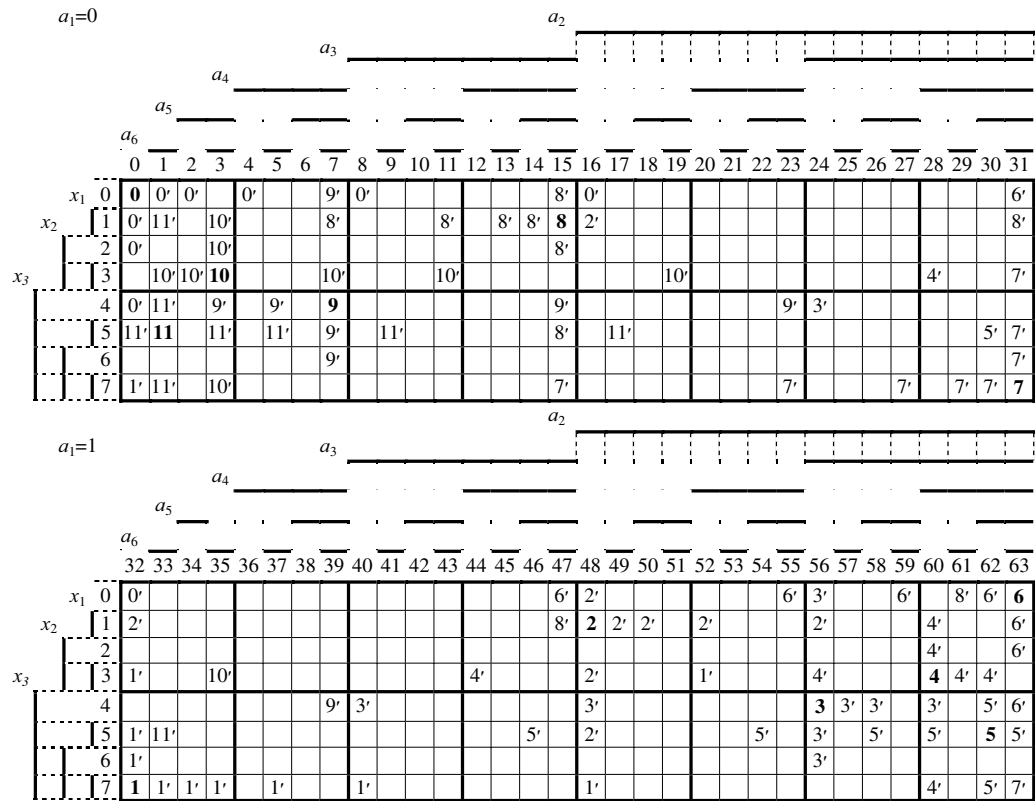 a1=0 a2
a3
a4
a5
a6
0 1 2 3 4 5 6 7 8 9 10 11 12 13 14 15 16 17 18 19 20 21 22 23 24 25 26 27 28 29 30 31
x1 0 0 0′ 0′ 0′ 9′ 0′ 8′ 0′ 6′
x2 1 0′ 11′ 10′ 8′ 8′ 8′ 8′ 8 2′ 8′
2 0′ 10′ 8′
x3 3 10′ 10′ 10 10′ 10′ 10′ 4′ 7′
4 0′ 11′ 9′ 9′ 9 9′ 9′ 3′
5 11′ 11 11′ 11′ 9′ 11′ 8′ 11′ 5′ 7′
6 9′ 7′
7 1′ 11′ 10′ 7′ 7′ 7′ 7′ 7′ 7
a1=1 a2
a3
a4
a5
a6
32 33 34 35 36 37 38 39 40 41 42 43 44 45 46 47 48 49 50 51 52 53 54 55 56 57 58 59 60 61 62 63
x1 0 0′ 6′ 2′ 6′ 3′ 6′ 8′ 6′ 6
x2 1 2′ 8′ 2 2′ 2′ 2′ 2′ 4′ 6′
2 4′ 6′
x3 3 1′ 10′ 4′ 2′ 1′ 4′ 4 4′ 4′
4 9′ 3′ 3′ 3 3′ 3′ 3′ 5′ 6′
5 1′ 11′ 5′ 2′ 5′ 3′ 5′ 5′ 5 5′
6 1′ 3′
7 1 1′ 1′ 1′ 1′ 1′ 1′ 4′ 5′ 7′